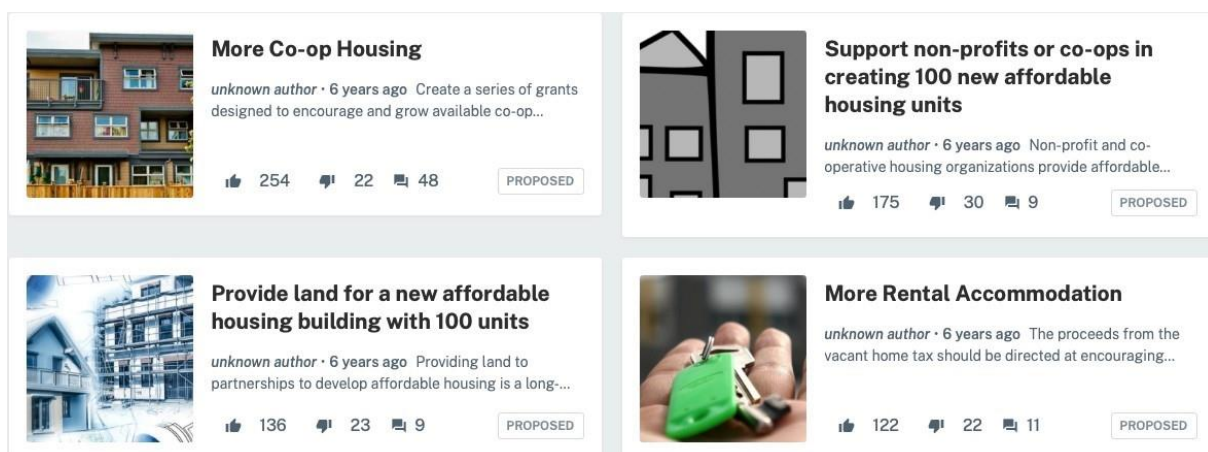 More Co-op Housing
unknown author • 6 years ago Create a series of grants
designed to encourage and grow available co-op...
254 22 48 PROPOSED
Support non-profits or co-ops in
creating 100 new affordable
housing units
unknown author • 6 years ago Non-profit and co-
operative housing organizations provide affordable...
175 30 9 PROPOSED
Provide land for a new affordable
housing building with 100 units
unknown author • 6 years ago Providing land to
partnerships to develop affordable housing is a long-...
136 23 9 PROPOSED
More Rental Accommodation
unknown author • 6 years ago The proceeds from the
vacant home tax should be directed at encouraging...
122 22 11 PROPOSED